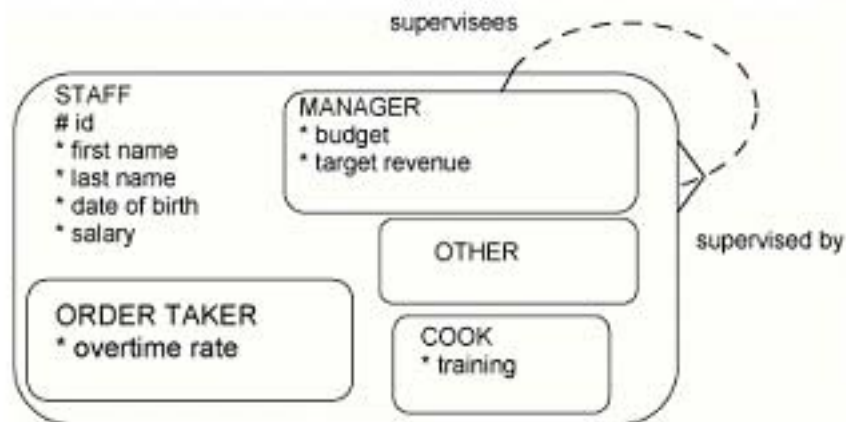 supervisees
STAFF
# id
* first name
* last name
* date of birth
* salary
MANAGER
* budget
* target revenue
supervised by
OTHER
ORDER TAKER
* overtime rate
COOK
* training